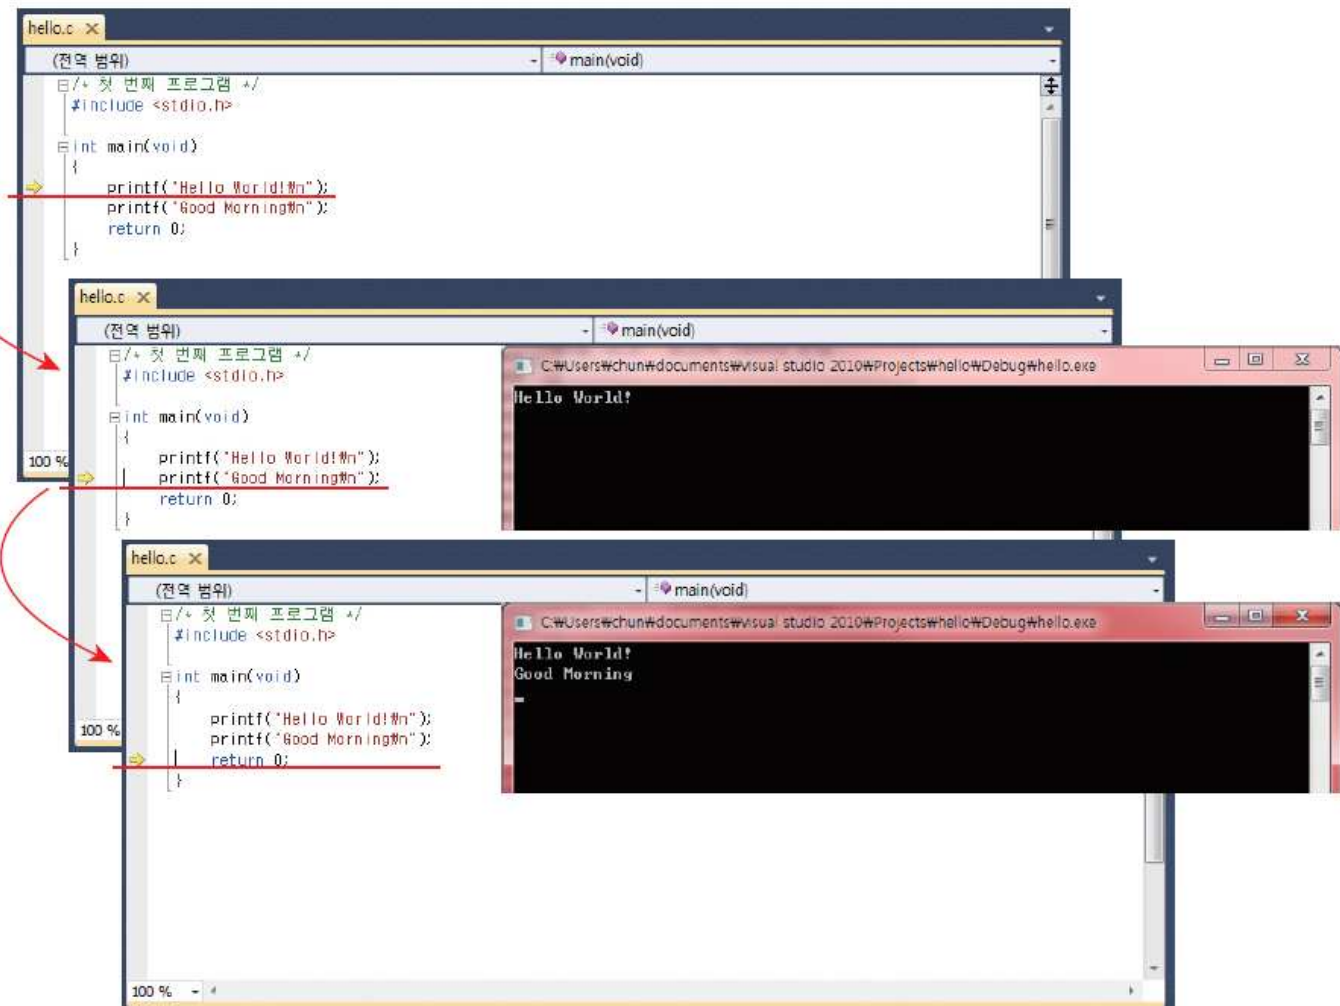 hello.c
(전역 범위)
main(void)
/* 첫 번째 프로그램 */
#include <stdio.h>
int main(void)
{
printf("Hello World!₩n");
printf("Good Morning₩n");
return 0;
}
100 %
hello.c
(전역 범위)
main(void)
/* 첫 번째 프로그램 */
#include <stdio.h>
int main(void)
{
printf("Hello World!₩n");
printf("Good Morning₩n");
return 0;
}
100 %
C:₩Users₩chun₩documents₩visual studio 2010₩Projects₩hello₩Debug₩hello.exe
Hello World!
hello.c
(전역 범위)
main(void)
/* 첫 번째 프로그램 */
#include <stdio.h>
int main(void)
{
printf("Hello World!₩n");
printf("Good Morning₩n");
return 0;
}
100 %
C:₩Users₩chun₩documents₩visual studio 2010₩Projects₩hello₩Debug₩hello.exe
Hello World!
Good Morning